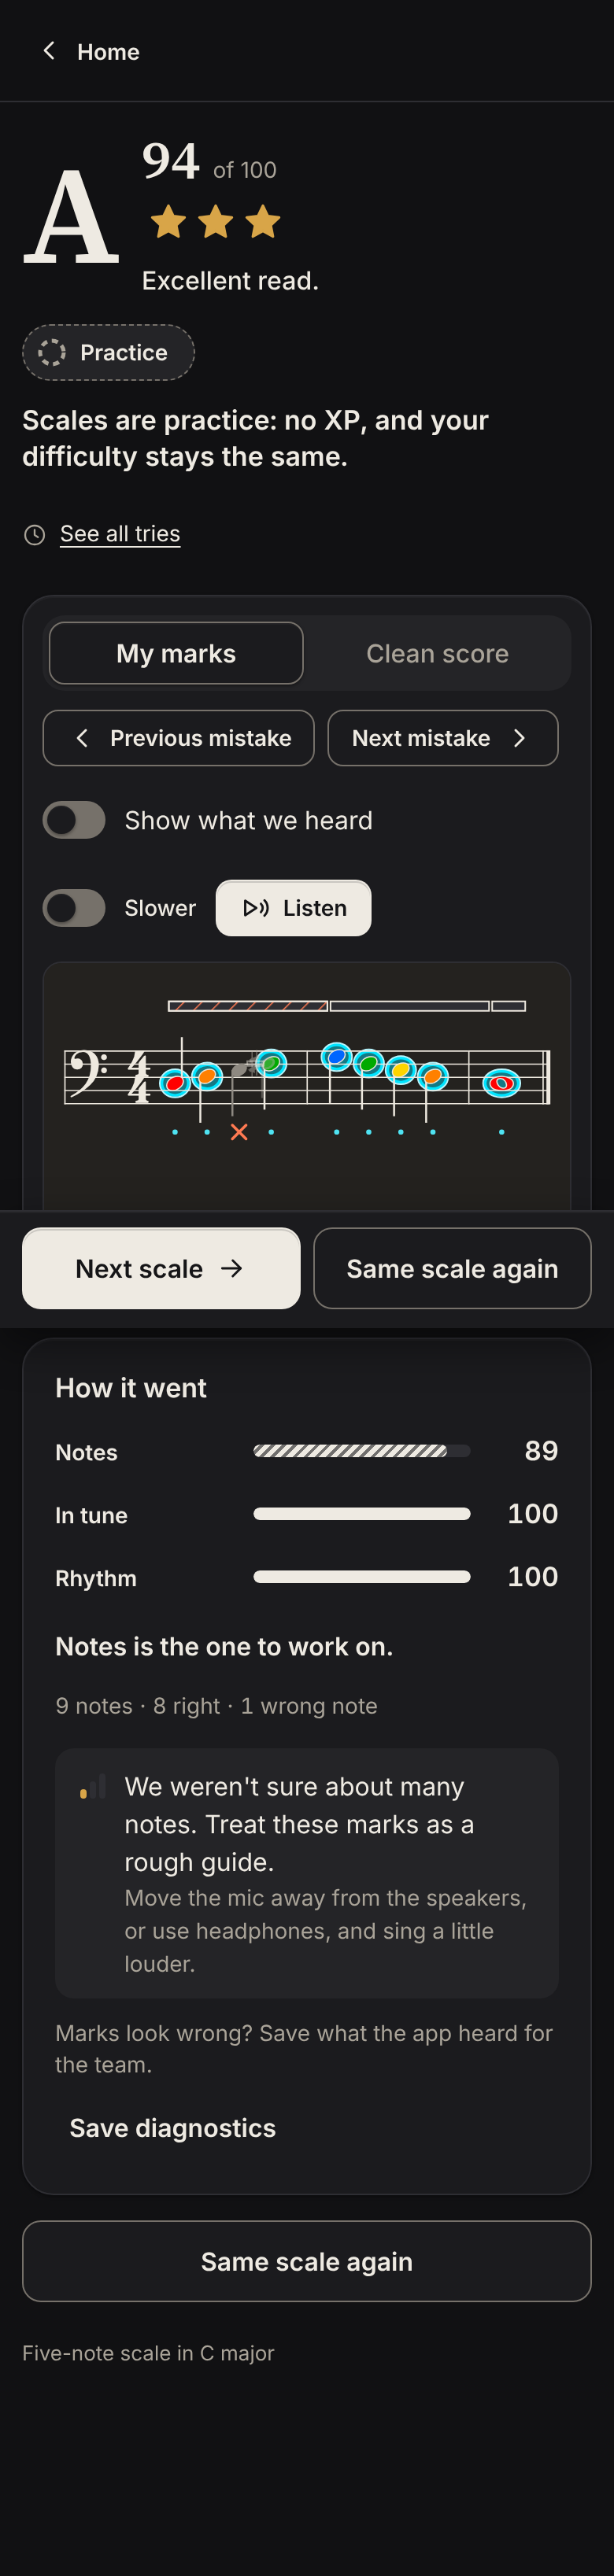 Home
A
94 of 100
Excellent read.
Practice
Scales are practice: no XP, and your
difficulty stays the same.
See all tries
My marks
Clean score
Previous mistake
Next mistake
Show what we heard
Slower
Listen
4
4
Next scale
Same scale again
How it went
Notes 89
In tune 100
Rhythm 100
Notes is the one to work on.
9 notes · 8 right · 1 wrong note
We weren't sure about many
notes. Treat these marks as a
rough guide.
Move the mic away from the speakers,
or use headphones, and sing a little
louder.
Marks look wrong? Save what the app heard for
the team.
Save diagnostics
Same scale again
Five-note scale in C major